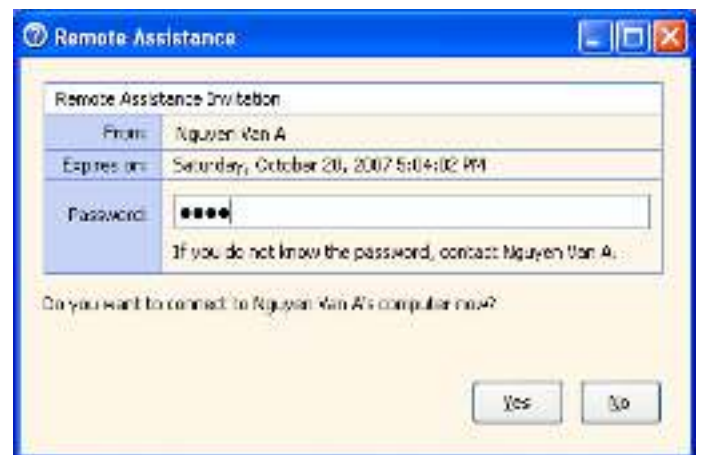 Remote Assistance
Remote Assistance Invitation
From: Nguyen Van A
Expires on: Saturday, October 20, 2007 5:04:02 PM
Password: ●●●●
If you do not know the password, contact Nguyen Van A.
Do you want to connect to Nguyen Van A's computer now?
Yes No